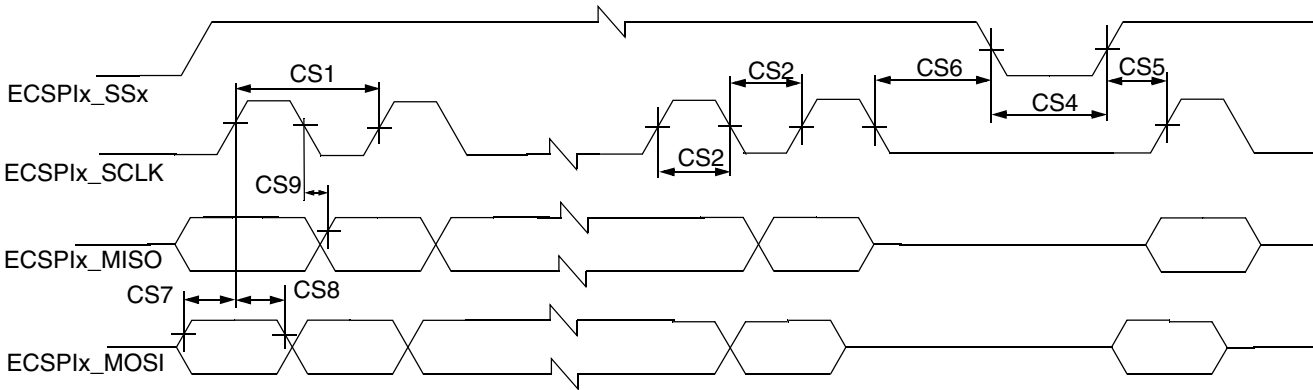 CS1
CS2
CS6
CS5
ECSPIx_SSx
CS4
CS2
ECSPIx_SCLK
CS9
ECSPIx_MISO
CS7
CS8
ECSPIx_MOSI